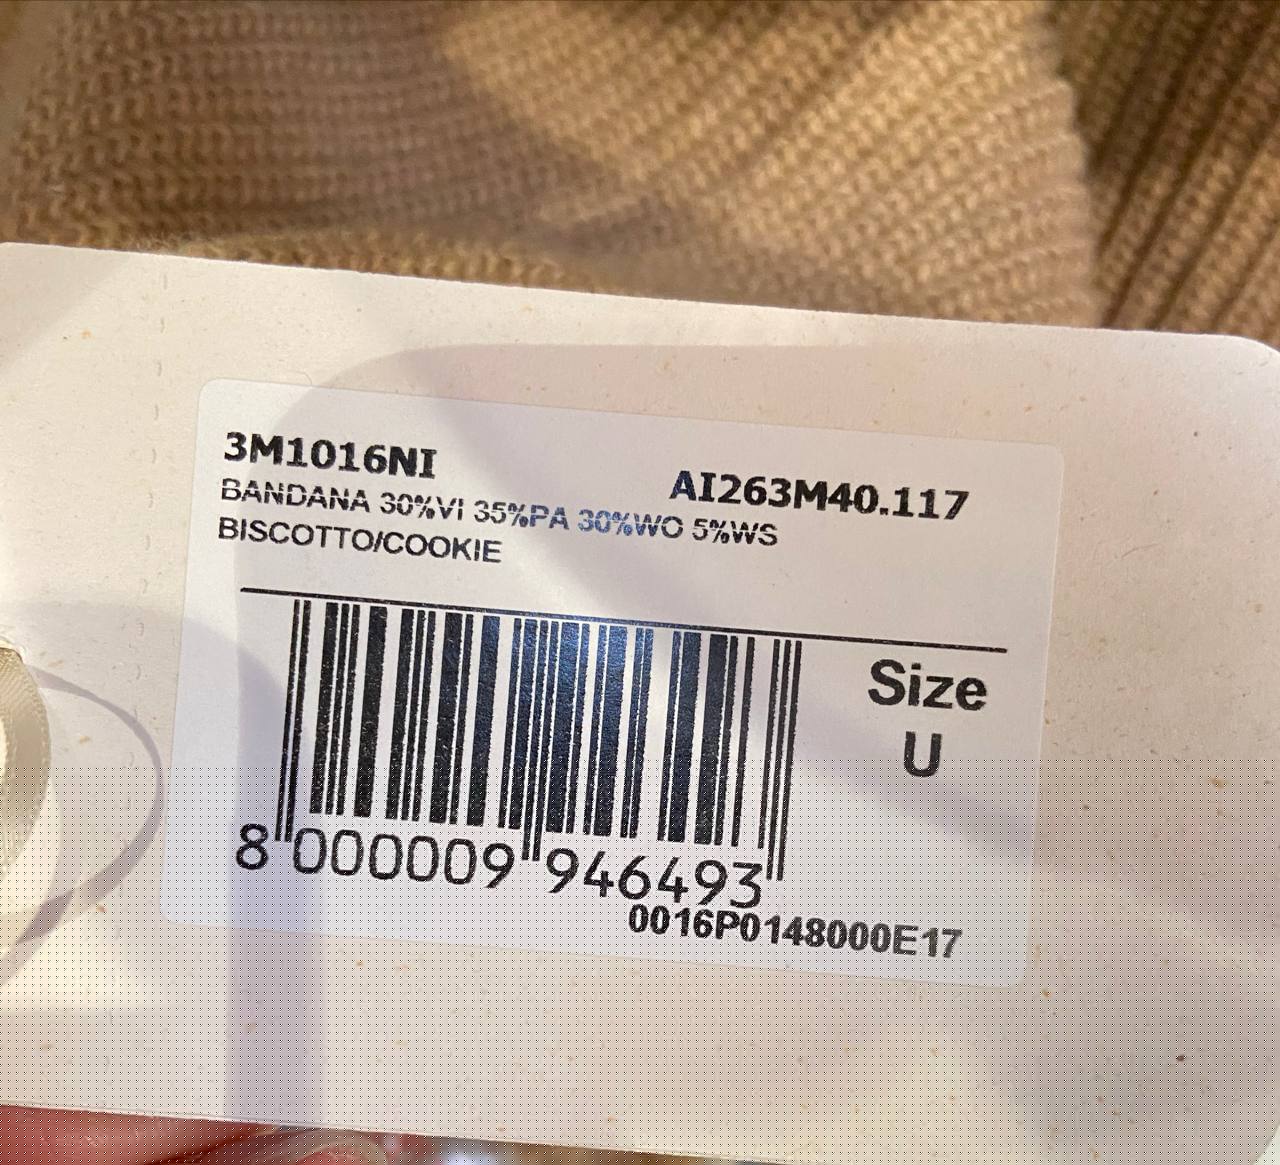 3M1016NI AI263M40.117
BANDANA 30%VI 35%PA 30%WO 5%WS
BISCOTTO/COOKIE
Size
U
8 000009 946493
0016P0148000E17